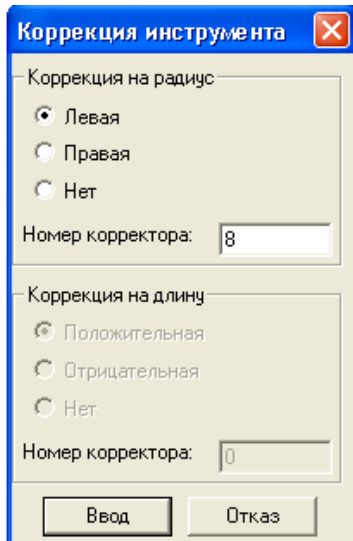 Коррекция инструмента
Коррекция на радиус
Левая
Правая
Нет
Номер корректора: 8
Коррекция на длину
Положительная
Отрицательная
Нет
Номер корректора: 0
Ввод Отказ